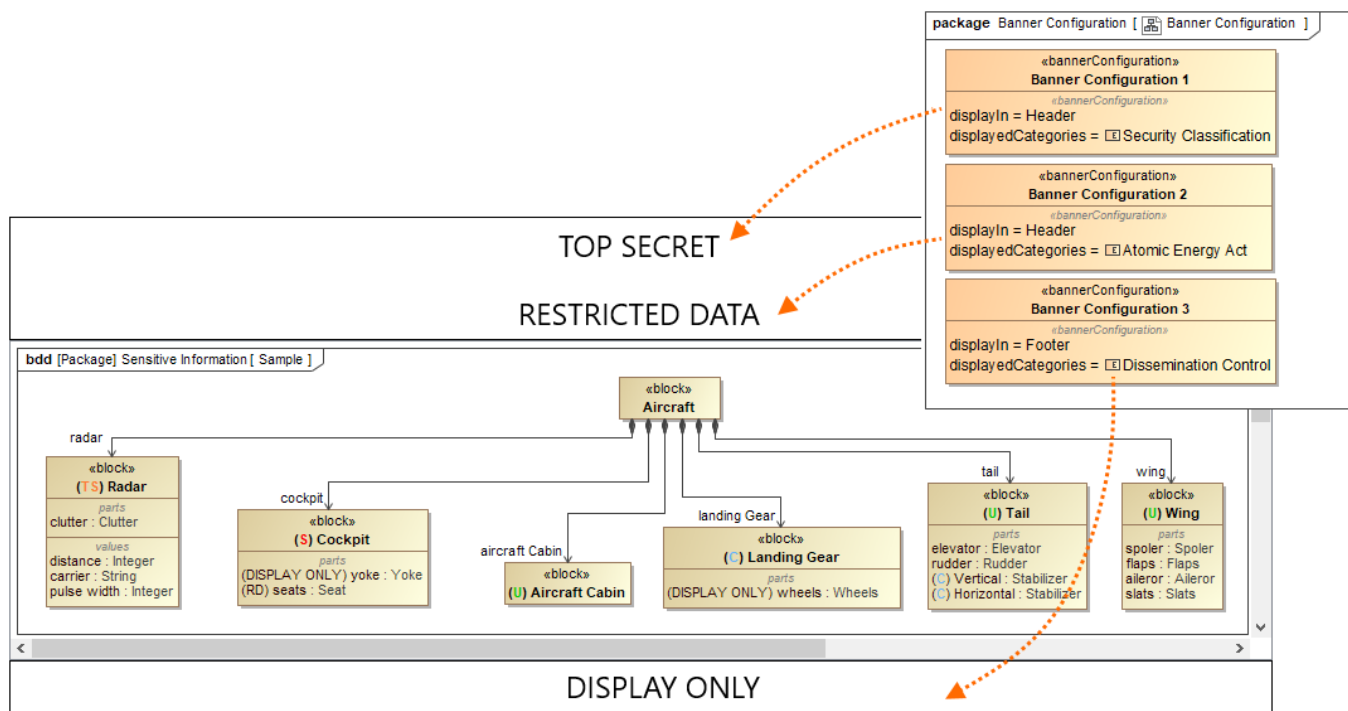 package Banner Configuration [ Banner Configuration ]
«bannerConfiguration»
Banner Configuration 1
«bannerConfiguration»
displayIn = Header
displayedCategories = E Security Classification
«bannerConfiguration»
Banner Configuration 2
«bannerConfiguration»
displayIn = Header
displayedCategories = E Atomic Energy Act
«bannerConfiguration»
Banner Configuration 3
«bannerConfiguration»
displayIn = Footer
displayedCategories = E Dissemination Control
TOP SECRET
RESTRICTED DATA
bdd [Package] Sensitive Information [ Sample ]
«block»
Aircraft
radar
«block»
(TS) Radar
parts
clutter : Clutter
values
distance : Integer
carrier : String
pulse width : Integer
cockpit
«block»
(S) Cockpit
parts
(DISPLAY ONLY) yoke : Yoke
(RD) seats : Seat
aircraft Cabin
«block»
(U) Aircraft Cabin
landing Gear
«block»
(C) Landing Gear
parts
(DISPLAY ONLY) wheels : Wheels
tail
«block»
(U) Tail
parts
elevator : Elevator
rudder : Rudder
(C) Vertical : Stabilizer
(C) Horizontal : Stabilizer
wing
«block»
(U) Wing
parts
spoler : Spoler
flaps : Flaps
aileror : Aileror
slats : Slats
DISPLAY ONLY